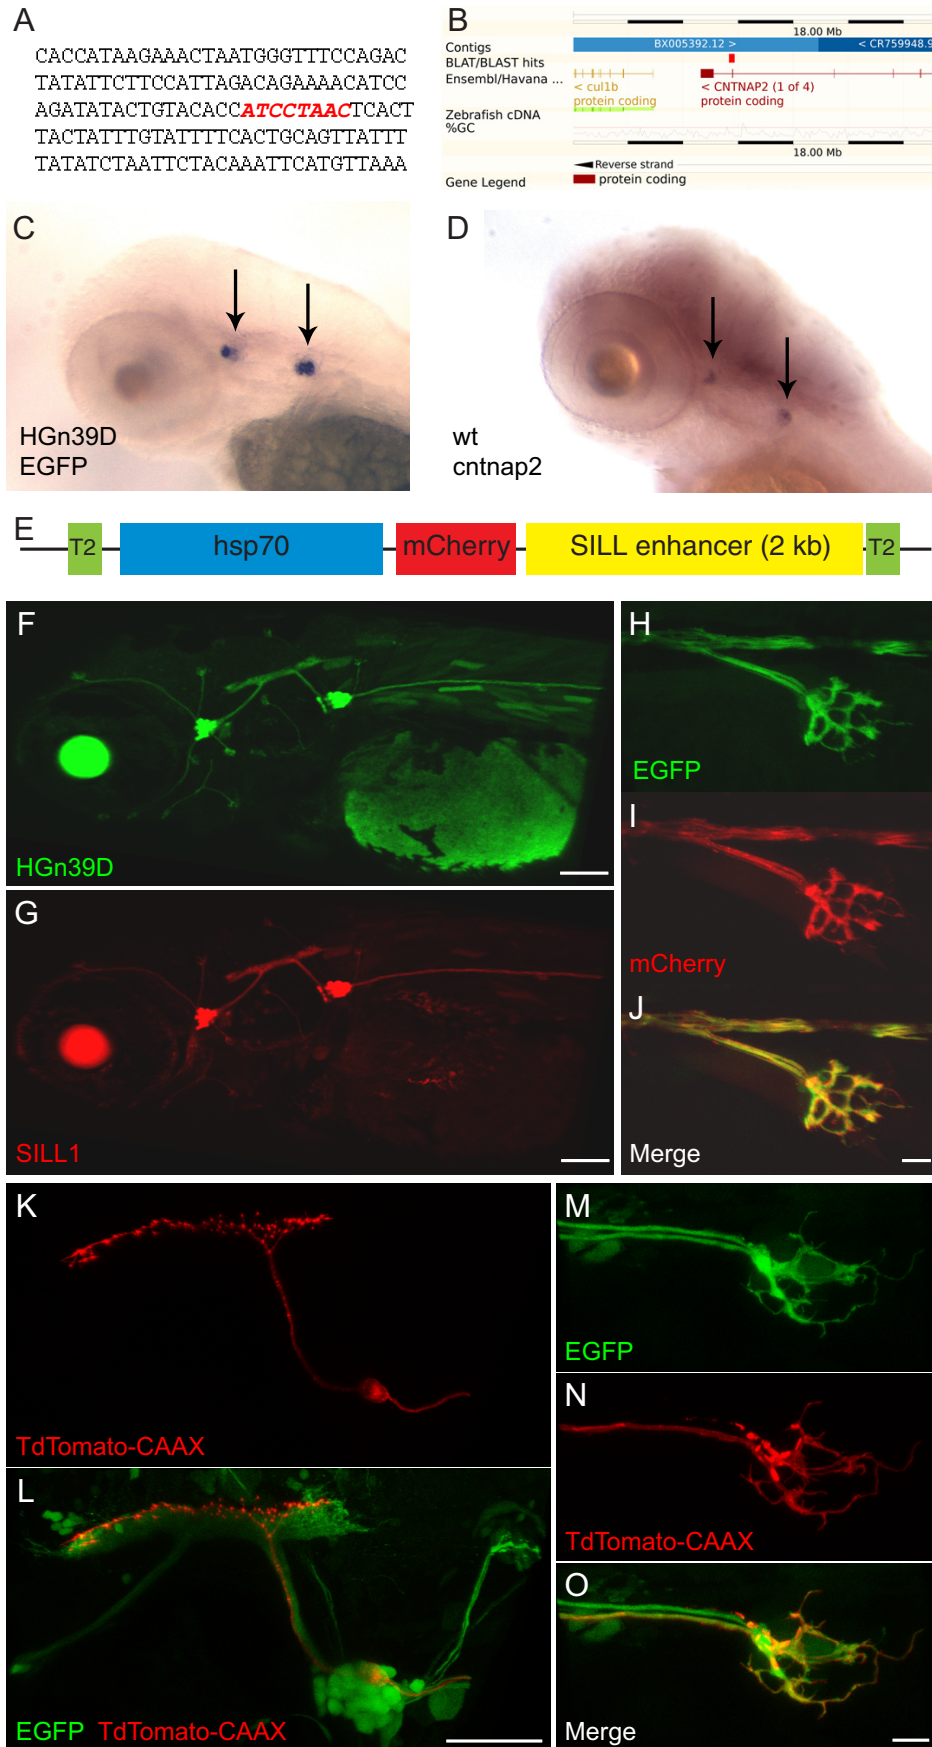 A
CACCATAAGAAACTAATGGGTTTCCAGAC
TATATTCTTCCATTAGACAGAAAACATCC
AGATATACTGTACACCATCCTAACTCACT
TACTATTTGTATTTTCACTGCAGTTATTT
TATATCTAATTCTACAAATTCATGTTAAA
B
18.00 Mb
Contigs
BX005392.12 >
< CR759948.9
BLAT/BLAST hits
Ensembl/Havana ...
< cul1b
protein coding
< CNTNAP2 (1 of 4)
protein coding
Zebrafish cDNA
%GC
18.00 Mb
Reverse strand
Gene Legend
protein coding
C
HGn39D
EGFP
D
wt
cntnap2
E
T2
hsp70
mCherry
SILL enhancer (2 kb)
T2
F
HGn39D
G
SILL1
H
EGFP
I
mCherry
J
Merge
K
TdTomato-CAAX
L
EGFP TdTomato-CAAX
M
EGFP
N
TdTomato-CAAX
O
Merge